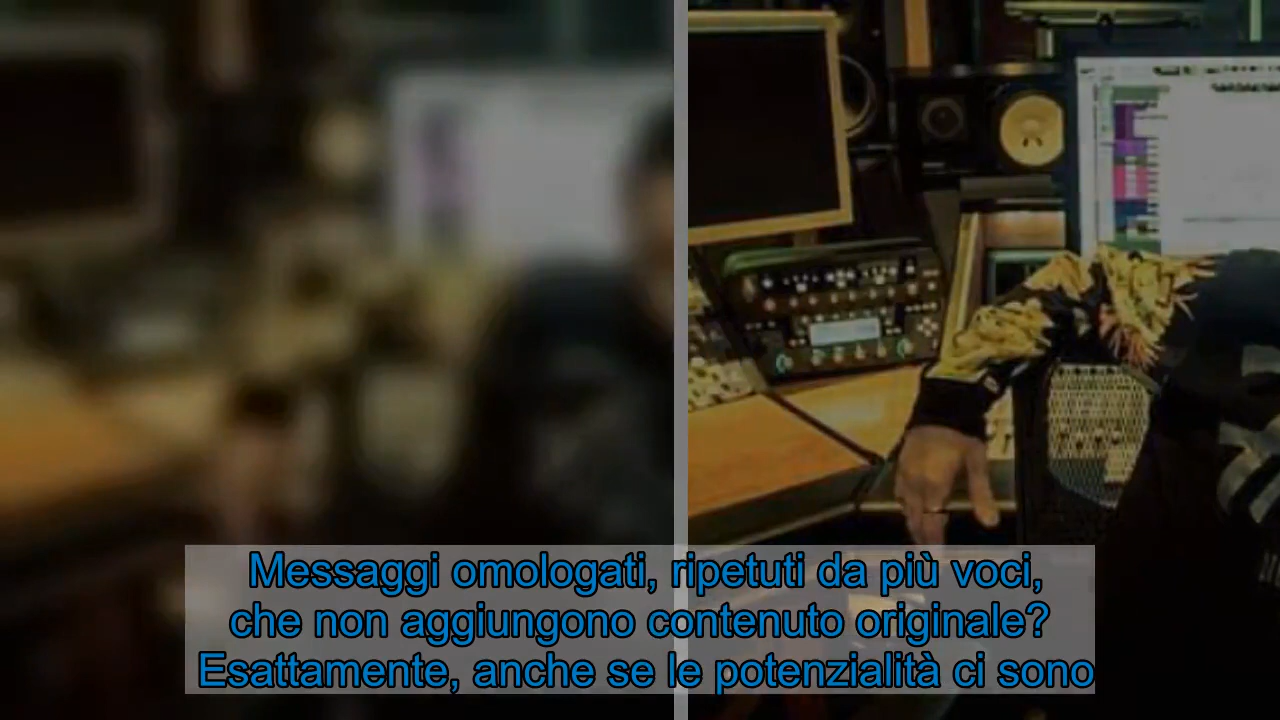 Messaggi omologati, ripetuti da più voci,
che non aggiungono contenuto originale?
Esattamente, anche se le potenzialità ci sono